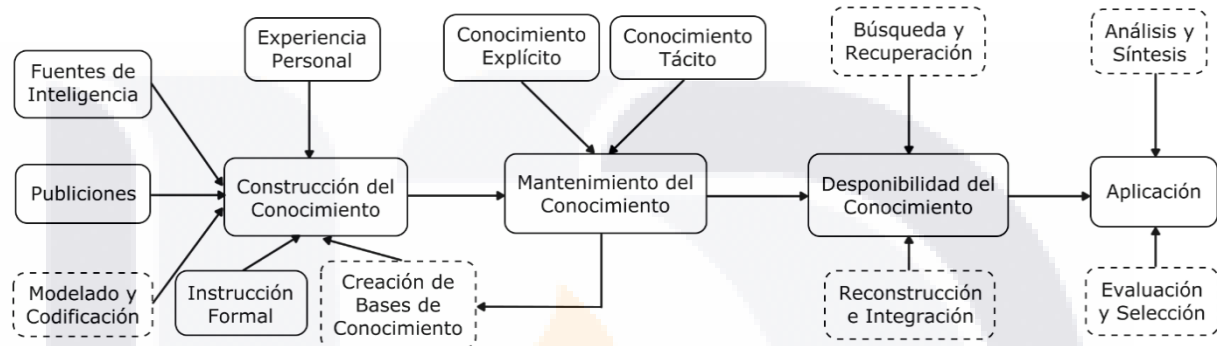 Experiencia
Personal
Conocimiento
Explícito
Conocimiento
Tácito
Búsqueda y
Recuperación
Análisis y
Síntesis
Fuentes de
Inteligencia
Publiciones
Construcción del
Conocimiento
Mantenimiento del
Conocimiento
Desponibilidad del
Conocimiento
Aplicación
Modelado y
Codificación
Instrucción
Formal
Creación de
Bases de
Conocimiento
Reconstrucción
e Integración
Evaluación
y Selección